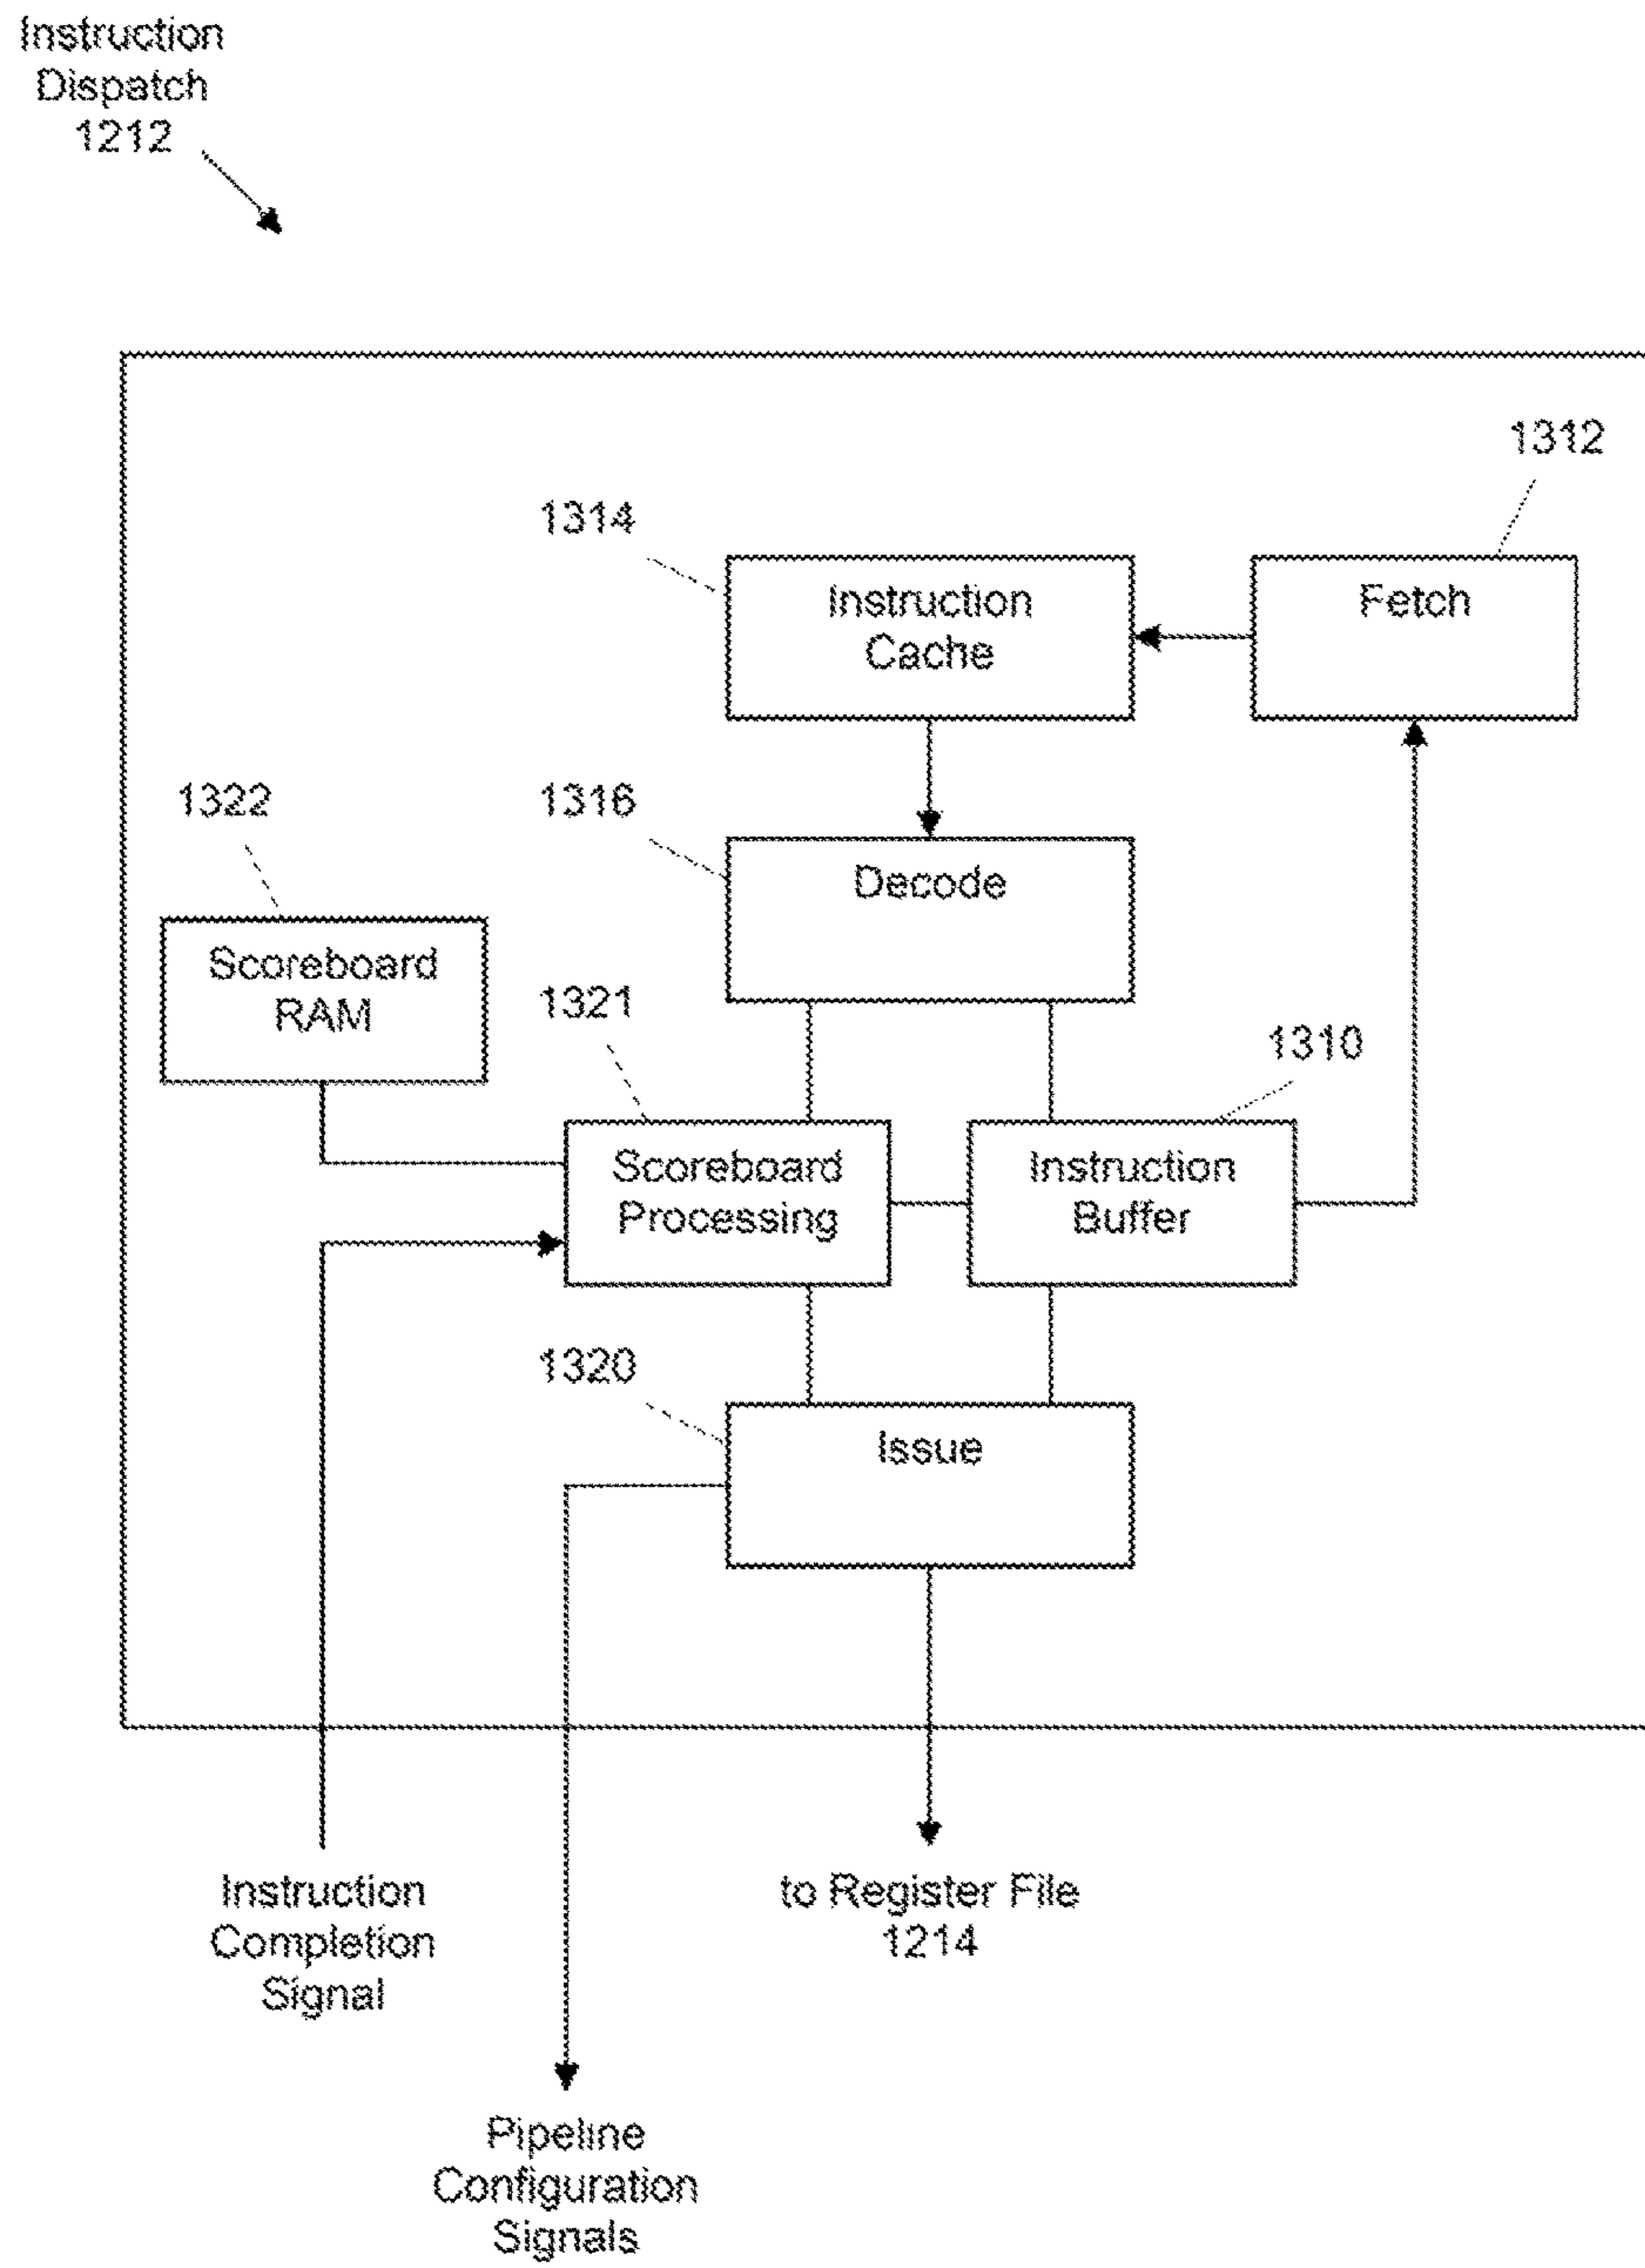 Instruction
Dispatch
1212
1312
1314
Instruction
Cache
Fetch
1322
1316
Decode
Scoreboard
RAM
1321
1310
Scoreboard
Processing
Instruction
Buffer
1320
Issue
Instruction
Completion
Signal
to Register File
1214
Pipeline
Configuration
Signals